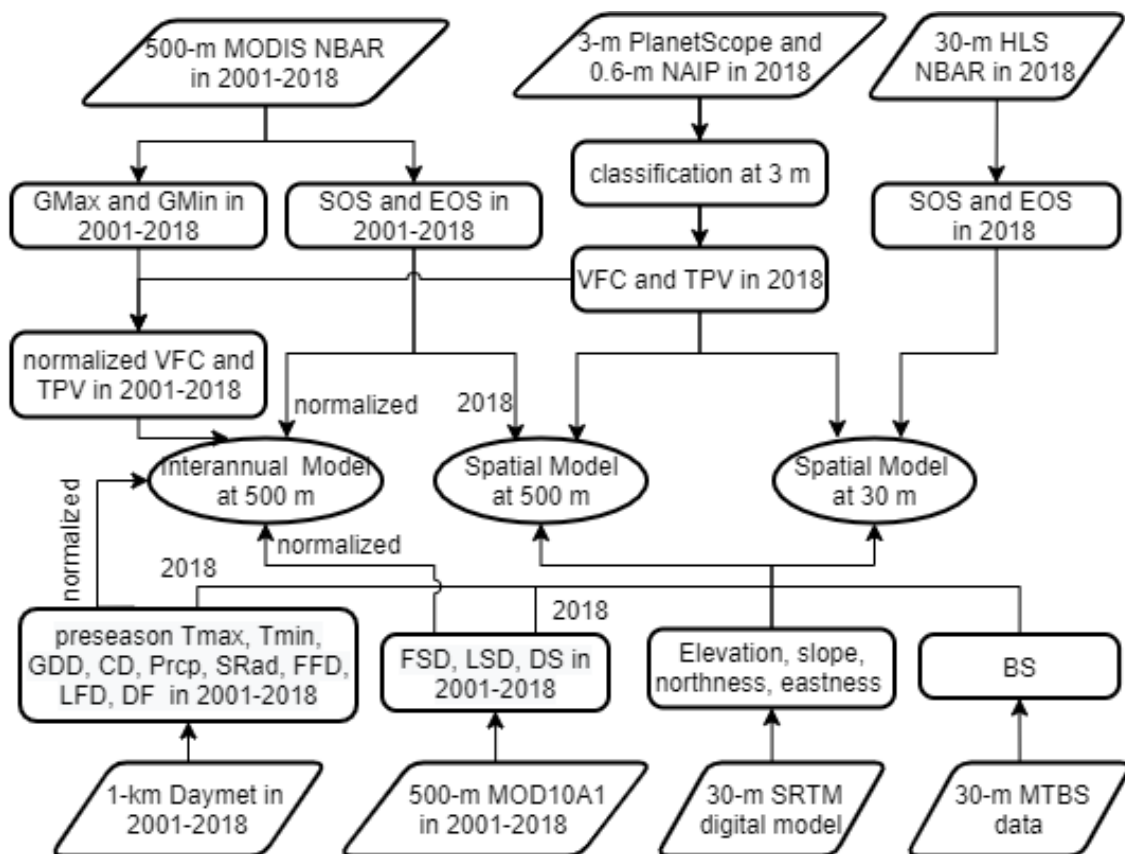 500-m MODIS NBAR
in 2001-2018
3-m PlanetScope and
0.6-m NAIP in 2018
30-m HLS
NBAR in 2018
classification at 3 m
GMax and GMin in
2001-2018
SOS and EOS in
2001-2018
SOS and EOS
in 2018
VFC and TPV in 2018
normalized VFC and
TPV in 2001-2018
normalized
2018
Interannual Model
at 500 m
Spatial Model
at 500 m
Spatial Model
at 30 m
normalized
normalized
2018
2018
preseason Tmax, Tmin,
GDD, CD, Prcp, SRad, FFD,
LFD, DF in 2001-2018
FSD, LSD, DS in
2001-2018
Elevation, slope,
northness, eastness
BS
1-km Daymet in
2001-2018
500-m MOD10A1
in 2001-2018
30-m SRTM
digital model
30-m MTBS
data